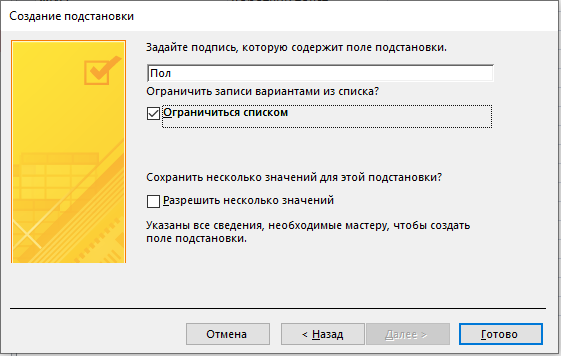 Создание подстановки
Задайте подпись, которую содержит поле подстановки.
Пол
Ограничить записи вариантами из списка?
Ограничиться списком
Сохранить несколько значений для этой подстановки?
Разрешить несколько значений
Указаны все сведения, необходимые мастеру, чтобы создать
поле подстановки.
Отмена < Назад Далее > Готово